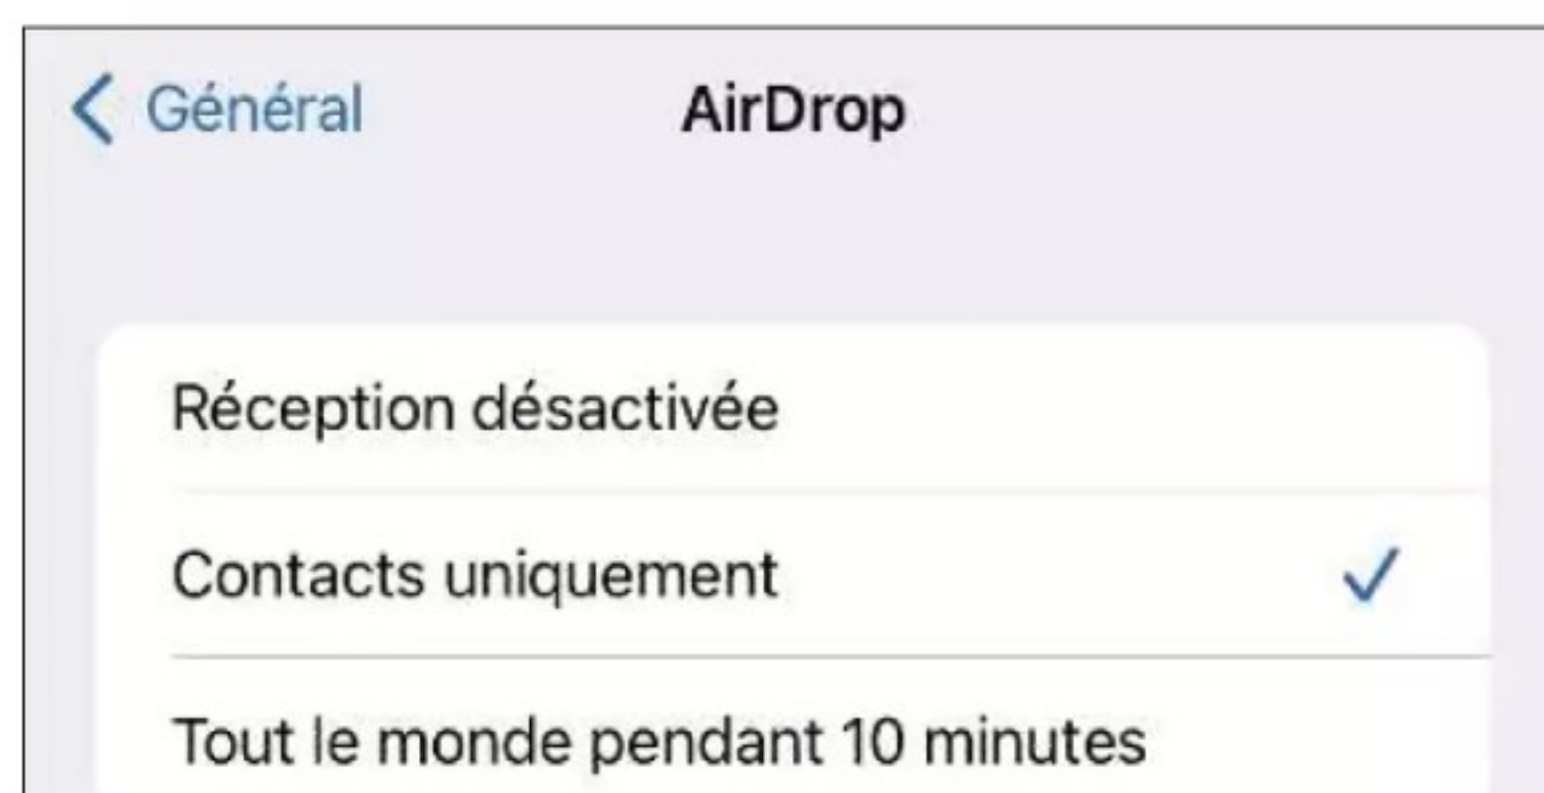 Général
AirDrop
Réception désactivée
Contacts uniquement
Tout le monde pendant 10 minutes